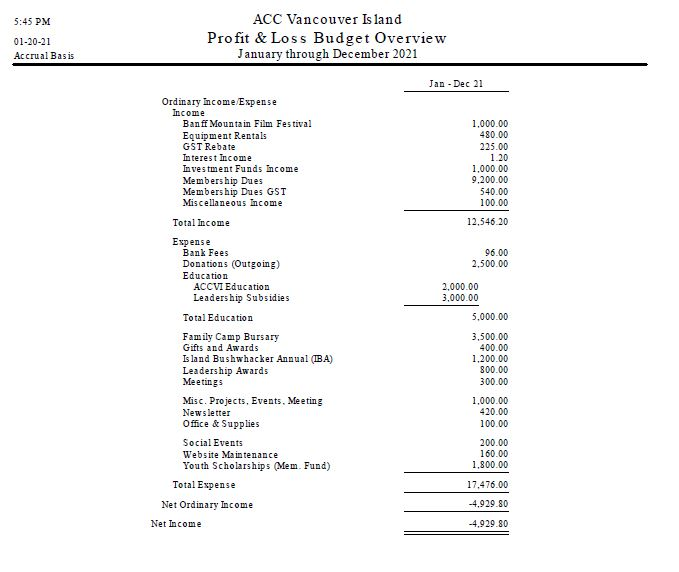 5:45 PM
ACC Vancouver Island
01-20-21
Profit & Loss Budget Overview
Accrual Basis
January through December 2021
Jan - Dec 21
Ordinary Income/Expense
Income
Banff Mountain Film Festival 1,000.00
Equipment Rentals 480.00
GST Rebate 225.00
Interest Income 1.20
Investment Funds Income 1,000.00
Membership Dues 9,200.00
Membership Dues GST 540.00
Miscellaneous Income 100.00
Total Income 12,546.20
Expense
Bank Fees 96.00
Donations (Outgoing) 2,500.00
Education
ACCVI Education 2,000.00
Leadership Subsidies 3,000.00
Total Education 5,000.00
Family Camp Bursary 3,500.00
Gifts and Awards 400.00
Island Bushwhacker Annual (IBA) 1,200.00
Leadership Awards 800.00
Meetings 300.00
Misc. Projects, Events, Meeting 1,000.00
Newsletter 420.00
Office & Supplies 100.00
Social Events 200.00
Website Maintenance 160.00
Youth Scholarships (Mem. Fund) 1,800.00
Total Expense 17,476.00
Net Ordinary Income -4,929.80
Net Income -4,929.80